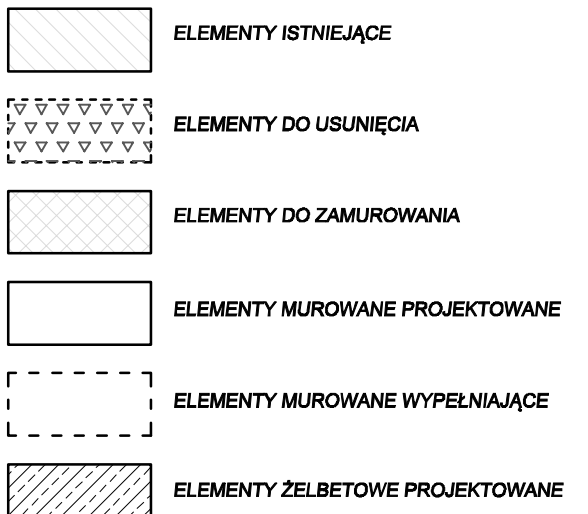 ELEMENTY ISTNIEJĄCE
ELEMENTY DO USUNIĘCIA
ELEMENTY DO ZAMUROWANIA
ELEMENTY MUROWANE PROJEKTOWANE
ELEMENTY MUROWANE WYPEŁNIAJĄCE
ELEMENTY ŻELBETOWE PROJEKTOWANE